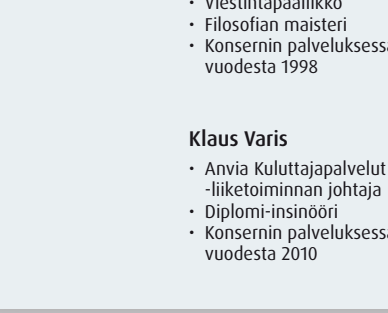 • Viestintäpäällikkö
• Filosofian maisteri
• Konsernin palveluksessa
vuodesta 1998
Klaus Varis
• Anvia Kuluttajapalvelut
-liiketoiminnan johtaja
• Diplomi-insinööri
• Konsernin palveluksessa
vuodesta 2010